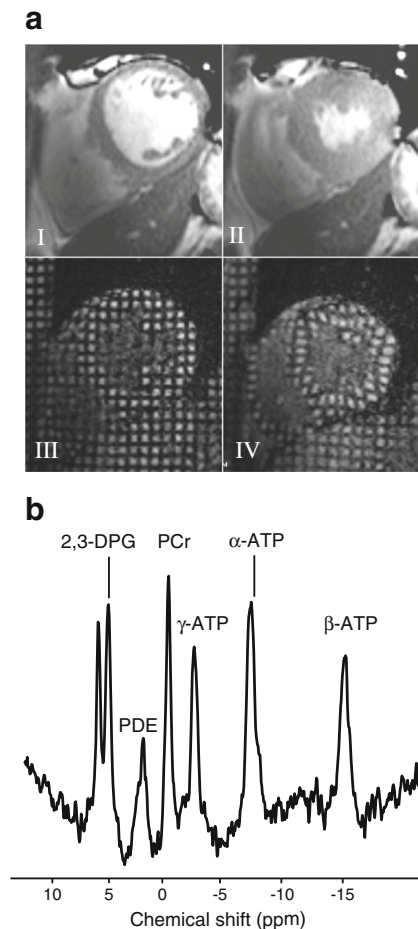 a
I II
III IV
b
2,3-DPG PCr α-ATP
γ-ATP β-ATP
PDE
10 5 0 -5 -10 -15
Chemical shift (ppm)